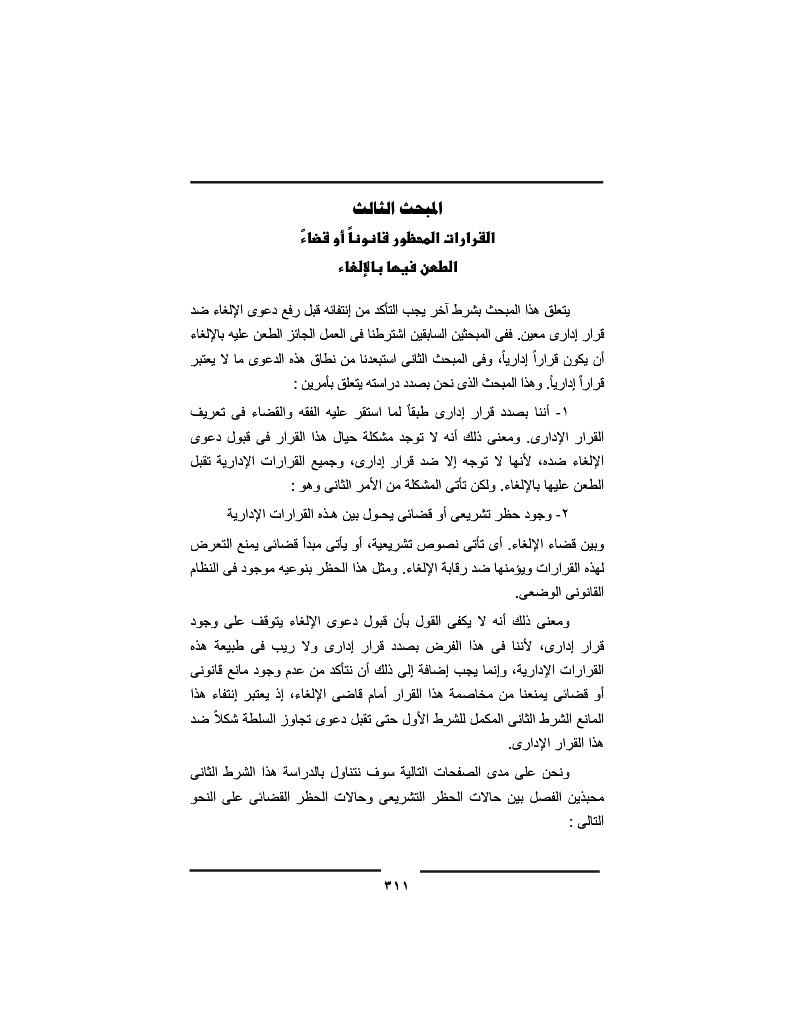 المبحث الثالث
القرارات المحظور قانوناً أو قضاءً
الطعن فيها بالإلغاء
يتعلق هذا المبحث بشرط آخر يجب التأكد من إنتفائه قبل رفع دعوى الإلغاء ضد
قرار إدارى معين. ففى المبحثين السابقين اشترطنا فى العمل الجائز الطعن عليه بالإلغاء
أن يكون قراراً إدارياً، وفى المبحث الثانى استبعدنا من نطاق هذه الدعوى ما لا يعتبر
قراراً إدارياً. وهذا المبحث الذى نحن بصدد دراسته يتعلق بأمرين :
١- أننا بصدد قرار إدارى طبقاً لما استقر عليه الفقه والقضاء فى تعريف
القرار الإدارى. ومعنى ذلك أنه لا توجد مشكلة حيال هذا القرار فى قبول دعوى
الإلغاء ضده، لأنها لا توجه إلا ضد قرار إدارى، وجميع القرارات الإدارية تقبل
الطعن عليها بالإلغاء. ولكن تأتى المشكلة من الأمر الثانى وهو :
٢- وجود حظر تشريعى أو قضائى يحول بين هذه القرارات الإدارية
وبين قضاء الإلغاء. أى تأتى نصوص تشريعية، أو يأتى مبدأ قضائى يمنع التعرض
لهذه القرارات ويؤمنها ضد رقابة الإلغاء. ومثل هذا الحظر بنوعيه موجود فى النظام
القانونى الوضعى.
ومعنى ذلك أنه لا يكفى القول بأن قبول دعوى الإلغاء يتوقف على وجود
قرار إدارى، لأننا فى هذا الفرض بصدد قرار إدارى ولا ريب فى طبيعة هذه
القرارات الإدارية، وإنما يجب إضافة إلى ذلك أن نتأكد من عدم وجود مانع قانونى
أو قضائى يمنعنا من مخاصمة هذا القرار أمام قاضى الإلغاء، إذ يعتبر إنتفاء هذا
المانع الشرط الثانى المكمل للشرط الأول حتى تقبل دعوى تجاوز السلطة شكلاً ضد
هذا القرار الإدارى.
ونحن على مدى الصفحات التالية سوف نتناول بالدراسة هذا الشرط الثانى
محبذين الفصل بين حالات الحظر التشريعى وحالات الحظر القضائى على النحو
التالى :
٣١١